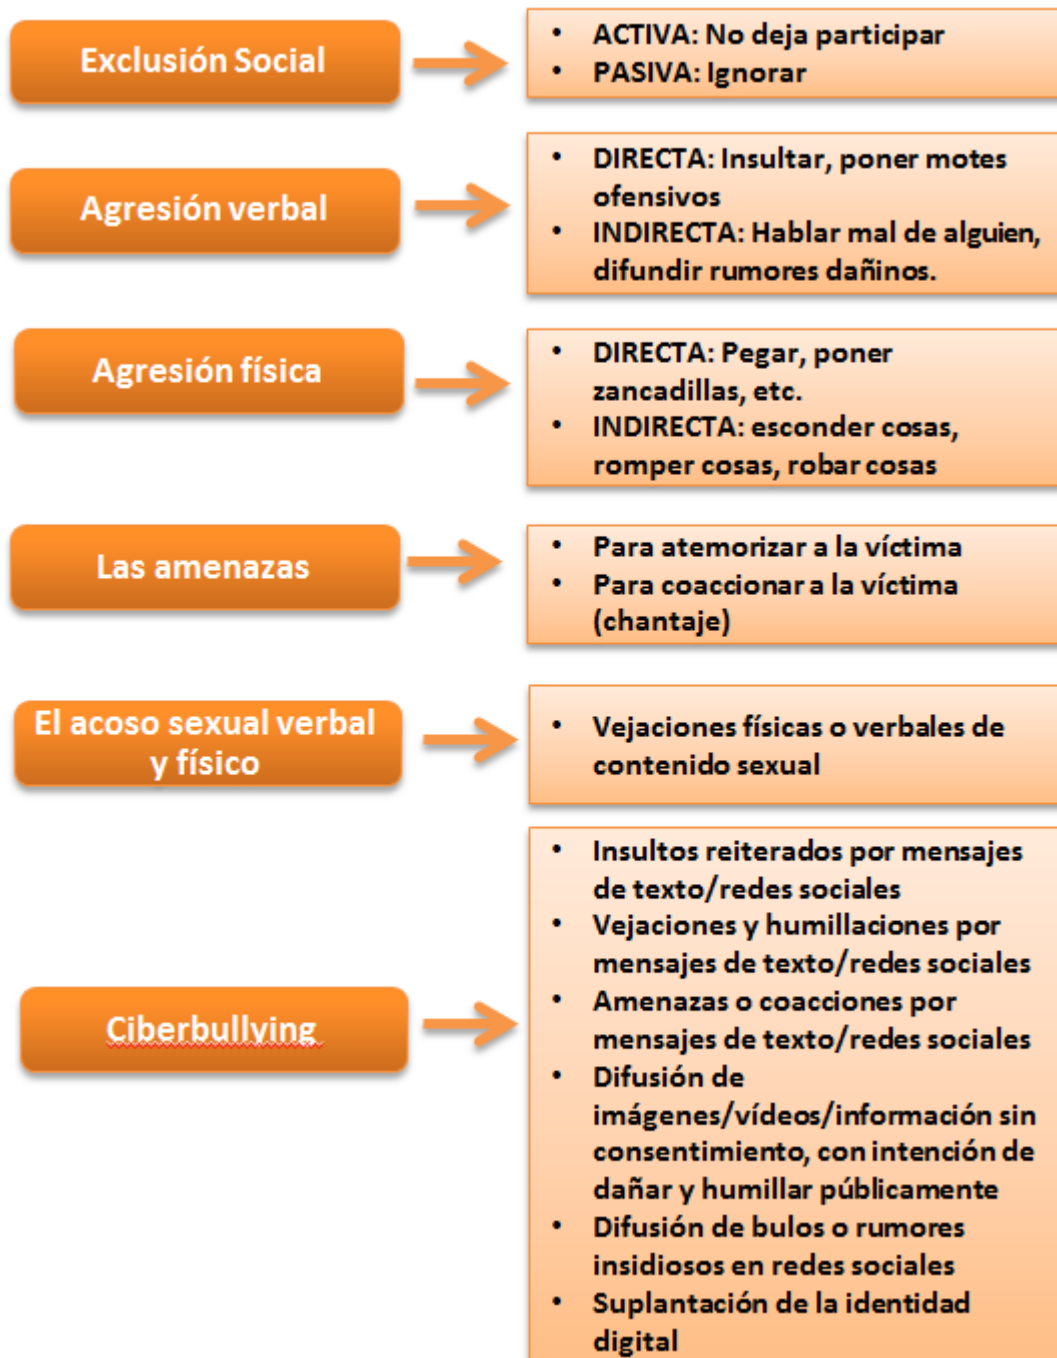 Exclusión Social
• ACTIVA: No deja participar
• PASIVA: Ignorar
Agresión verbal
• DIRECTA: Insultar, poner motes
ofensivos
• INDIRECTA: Hablar mal de alguien,
difundir rumores dañinos.
Agresión física
• DIRECTA: Pegar, poner
zancadillas, etc.
• INDIRECTA: esconder cosas,
romper cosas, robar cosas
Las amenazas
• Para atemorizar a la víctima
• Para coaccionar a la víctima
(chantaje)
El acoso sexual verbal
y físico
• Vejaciones físicas o verbales de
contenido sexual
Ciberbullying
• Insultos reiterados por mensajes
de texto/redes sociales
• Vejaciones y humillaciones por
mensajes de texto/redes sociales
• Amenazas o coacciones por
mensajes de texto/redes sociales
• Difusión de
imágenes/vídeos/información sin
consentimiento, con intención de
dañar y humillar públicamente
• Difusión de bulos o rumores
insidiosos en redes sociales
• Suplantación de la identidad
digital